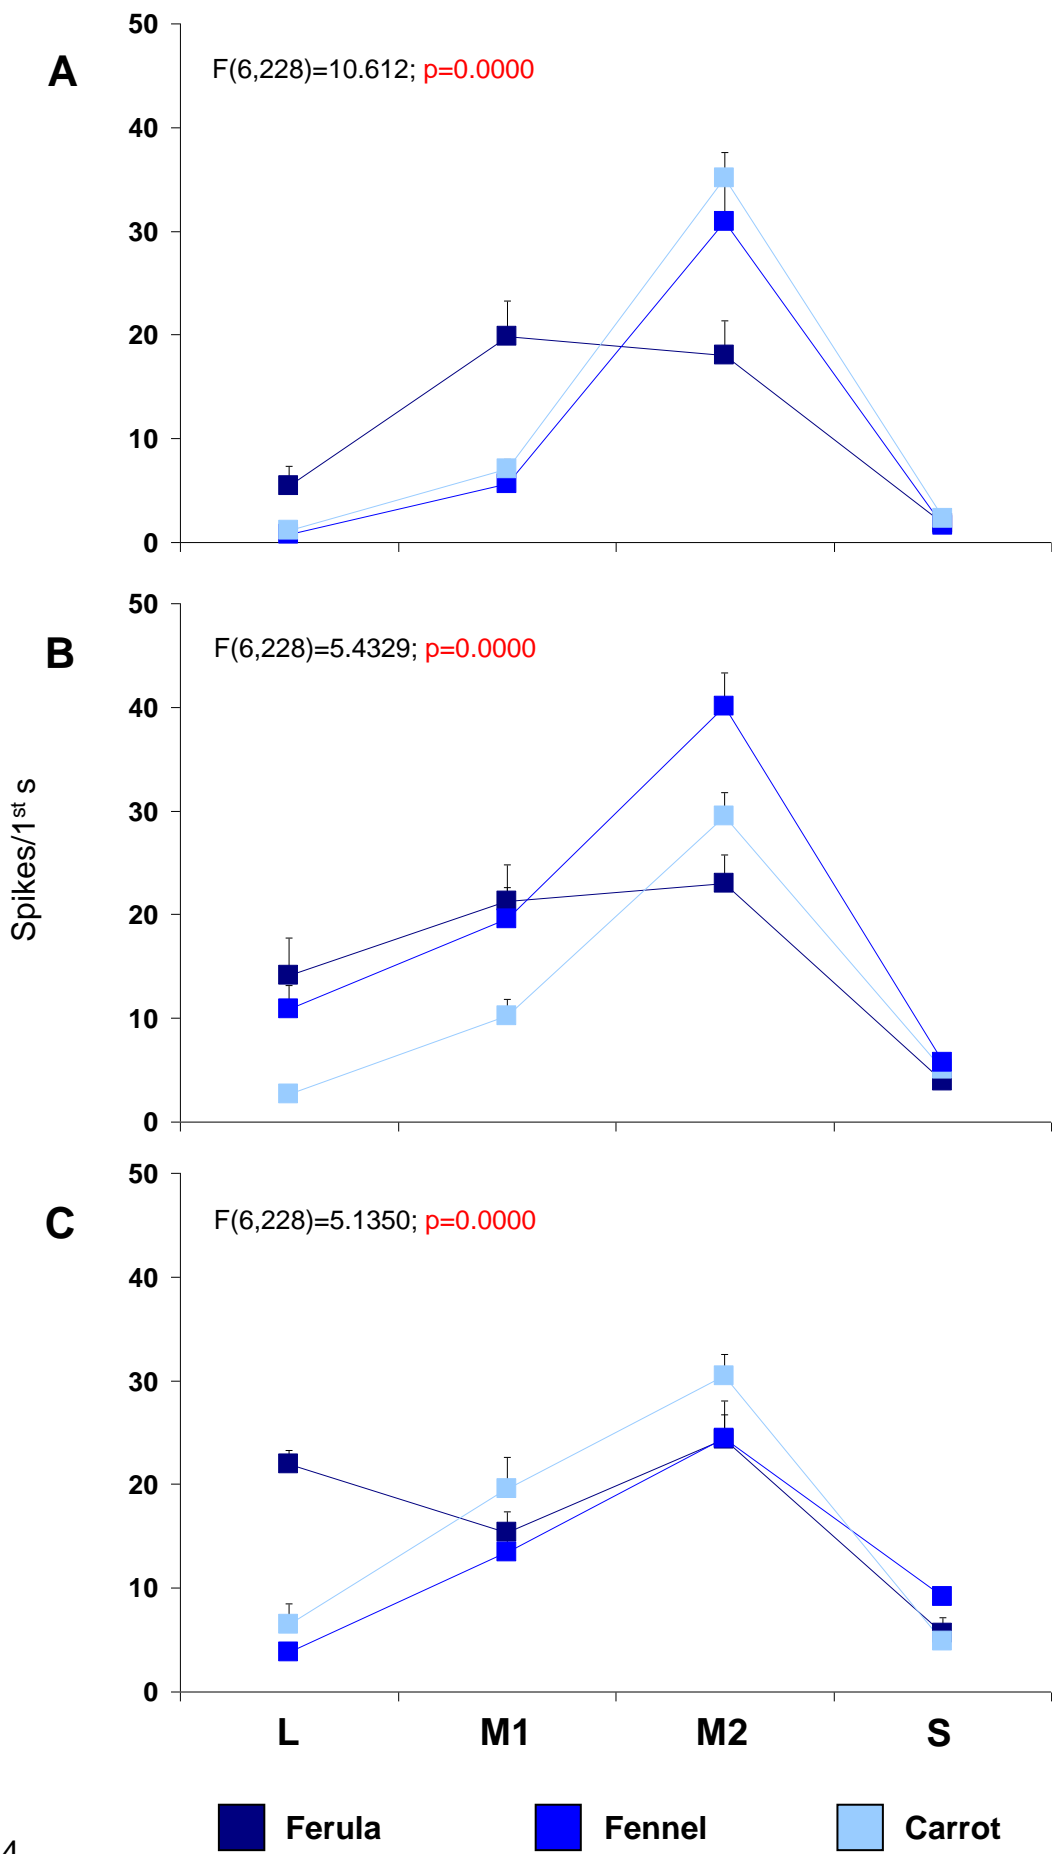 50
A
F(6,228)=10.612; p=0.0000
40
30
20
10
0
50
B
F(6,228)=5.4329; p=0.0000
40
30
Spikes/1st s
20
10
0
50
C
F(6,228)=5.1350; p=0.0000
40
30
20
10
0
L M1 M2 S
Ferula Fennel Carrot
4